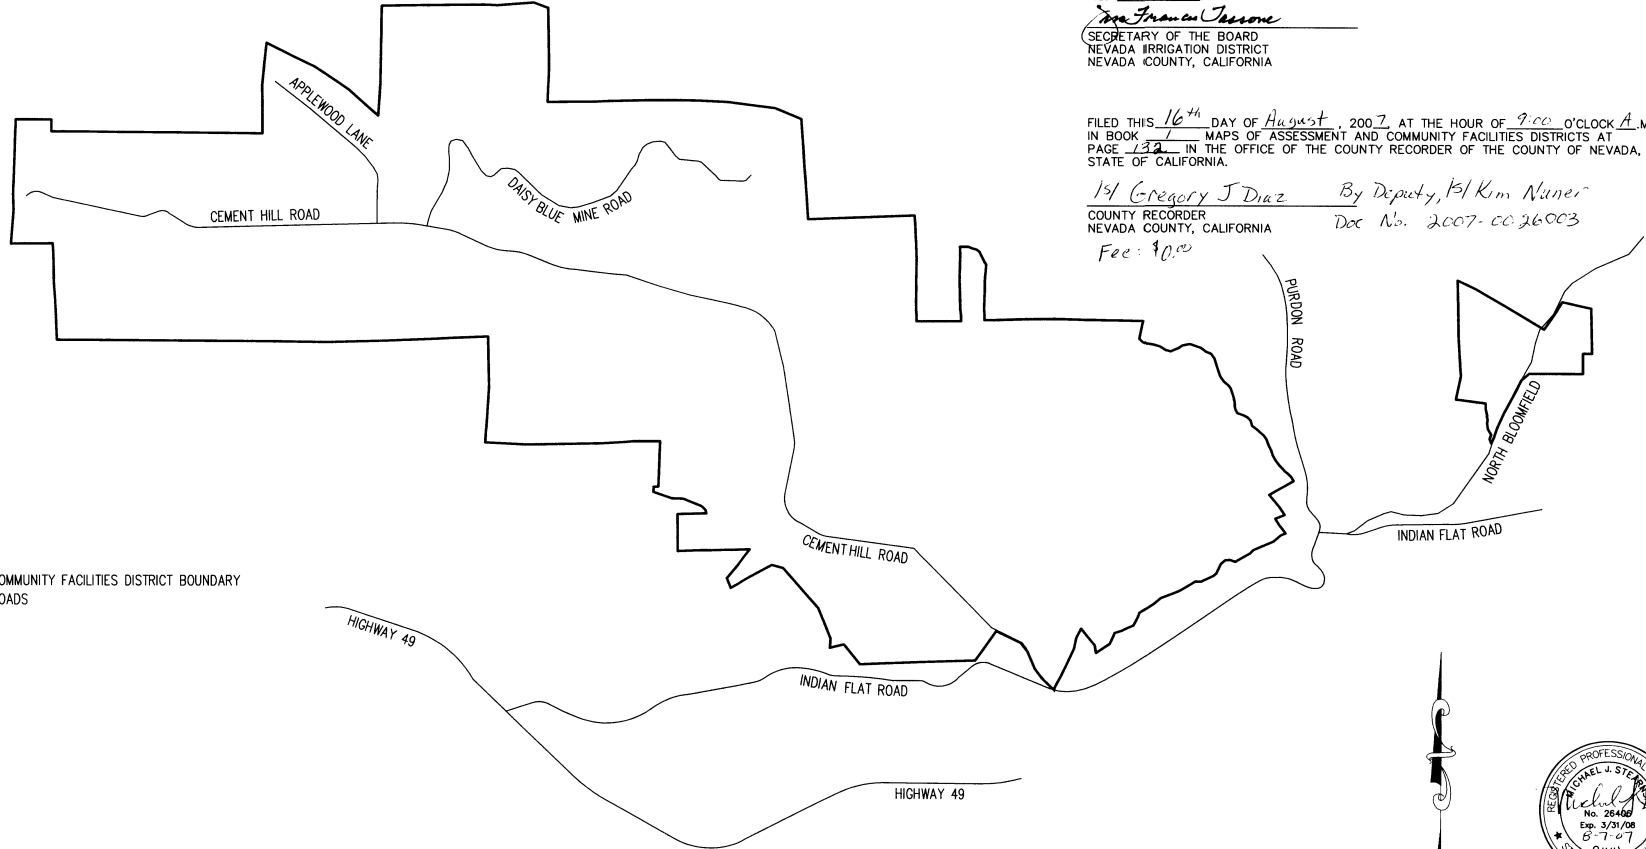 SECRETARY OF THE BOARD
NEVADA IRRIGATION DISTRICT
NEVADA COUNTY, CALIFORNIA
FILED THIS 16th DAY OF August, 2007, AT THE HOUR OF 9:00 O'CLOCK A.M
IN BOOK 1 MAPS OF ASSESSMENT AND COMMUNITY FACILITIES DISTRICTS AT
PAGE 132 IN THE OFFICE OF THE COUNTY RECORDER OF THE COUNTY OF NEVADA,
STATE OF CALIFORNIA.
/s/ Gregory J Diaz By Deputy, /s/ Kim
COUNTY RECORDER
NEVADA COUNTY, CALIFORNIA
Doc No. 2007-0026003
Fee: $0.00
APPLEWOOD LANE
DAISY BLUE MINE ROAD
CEMENT HILL ROAD
PURDON ROAD
NORTH BLOOMFIELD
INDIAN FLAT ROAD
CEMENT HILL ROAD
OMMUNITY FACILITIES DISTRICT BOUNDARY
OADS
HIGHWAY 49
INDIAN FLAT ROAD
HIGHWAY 49
REGISTERED PROFESSIONAL
MICHAEL J. STEARN
No. 26406
Exp. 3/31/08
8-7-07